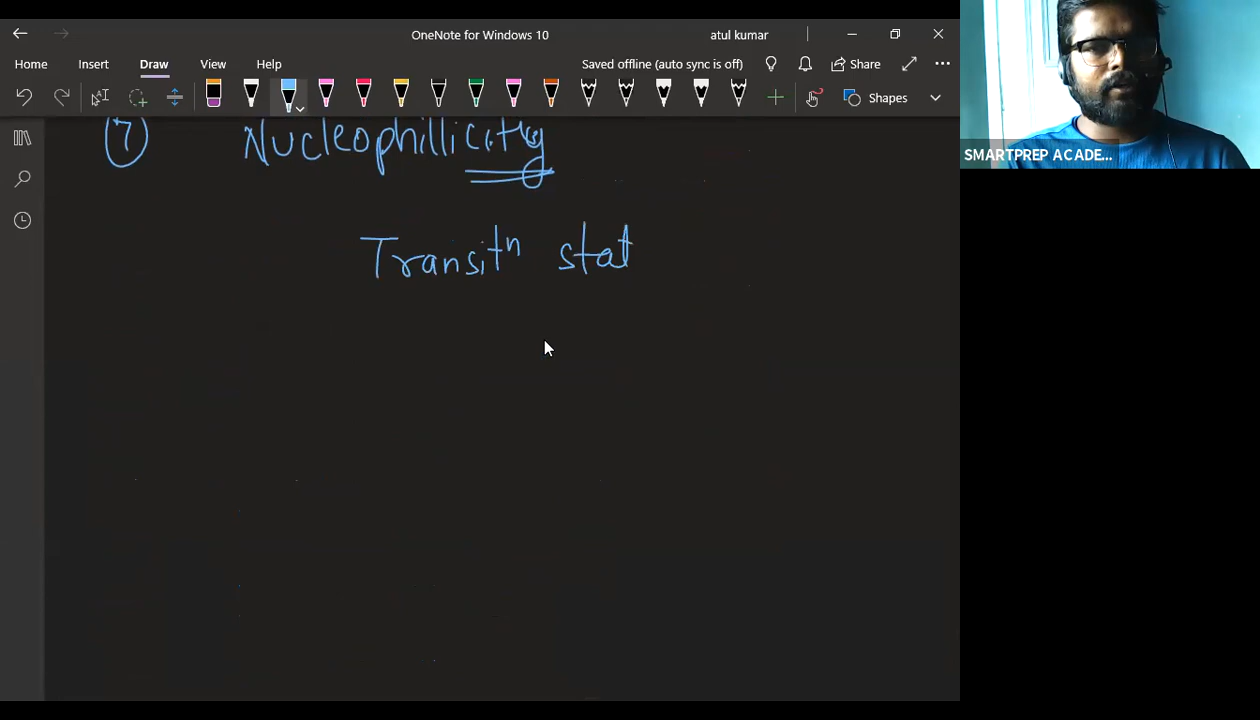 OneNote for Windows 10
atul kumar
Home Insert Draw View Help
Saved offline (auto sync is off)
Share
Shapes
SMARTPREP ACADE...
7 Nucleophillicity
Transitⁿ stat